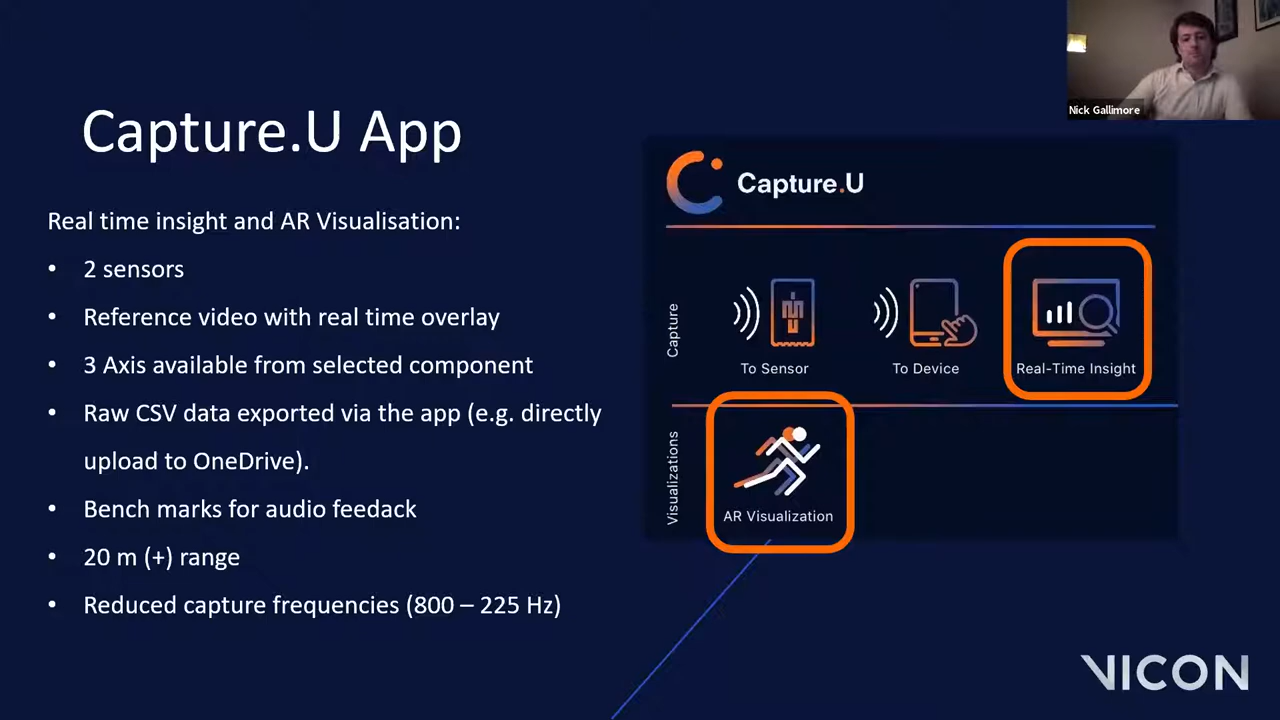 Nick Gallimore
Capture.U App
Real time insight and AR Visualisation:
• 2 sensors
• Reference video with real time overlay
• 3 Axis available from selected component
• Raw CSV data exported via the app (e.g. directly
upload to OneDrive).
• Bench marks for audio feedack
• 20 m (+) range
• Reduced capture frequencies (800 – 225 Hz)
Capture.U
Capture
To Sensor
To Device
Real-Time Insight
Visualizations
AR Visualization
VICON